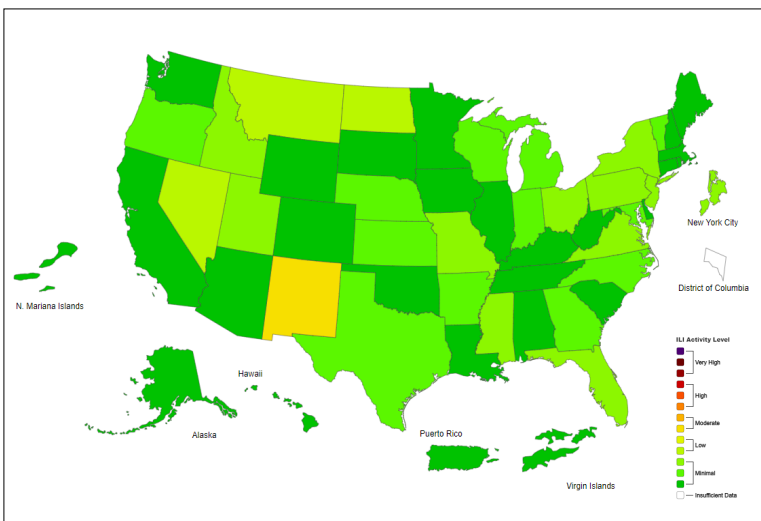 New York City
District of Columbia
N. Mariana Islands
Hawaii
Alaska
Puerto Rico
Virgin Islands
ILI Activity Level
Very High
High
Moderate
Low
Minimal
Insufficient Data